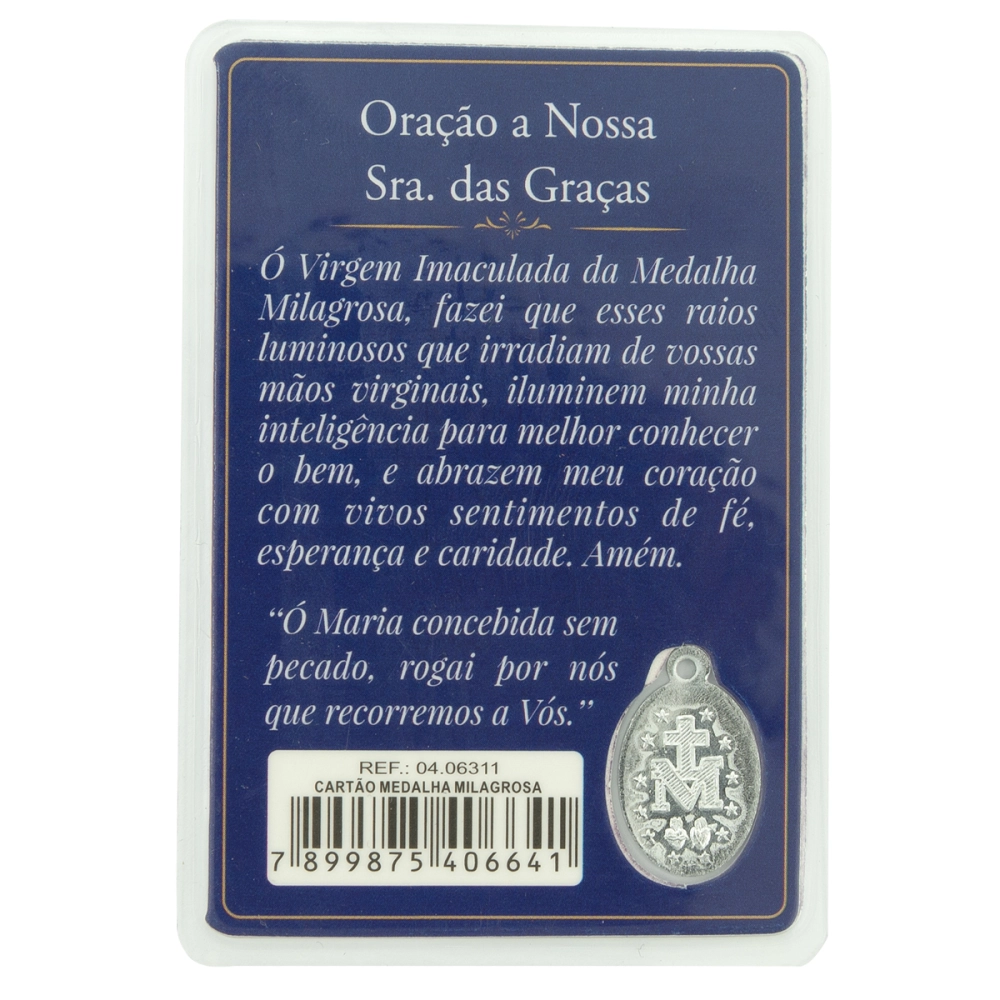 Oração a Nossa
Sra. das Graças
Ó Virgem Imaculada da Medalha
Milagrosa, fazei que esses raios
luminosos que irradiam de vossas
mãos virginais, iluminem minha
inteligência para melhor conhecer
o bem, e abrazem meu coração
com vivos sentimentos de fé,
esperança e caridade. Amém.
“Ó Maria concebida sem
pecado, rogai por nós
que recorremos a Vós.”
REF.: 04.06311
CARTÃO MEDALHA MILAGROSA
7 899875 406641
M